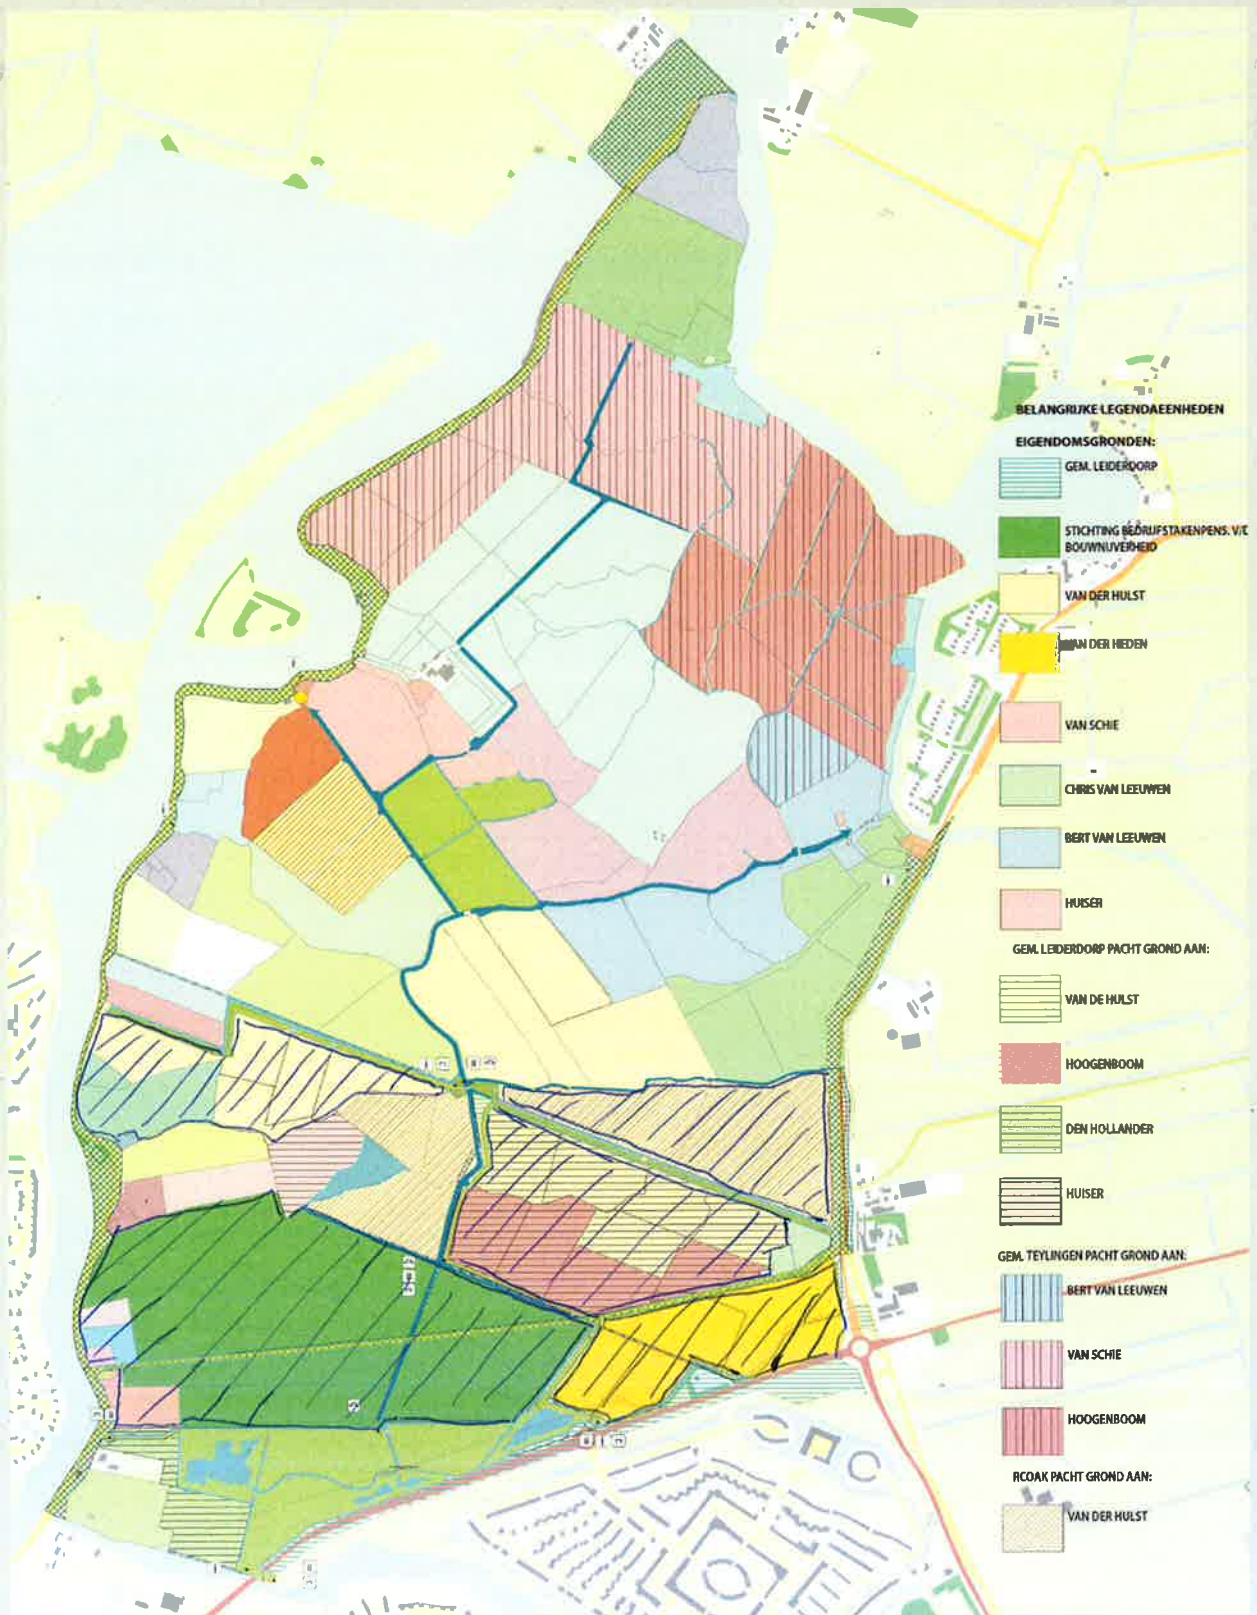 BELANGRIJKE LEGENDAEENHEDEN
EIGENDOMSGRONDEN:
GEM. LEIDERDORP
STICHTING BEDRIJFSTAKENPENS. V/E
BOUWNIJVERHEID
VAN DER HULST
VAN DER HEDEN
VAN SCHIE
CHRIS VAN LEEUWEN
BERT VAN LEEUWEN
HUISER
GEM. LEIDERDORP PACHT GROND AAN:
VAN DE HULST
HOOGENBOOM
DEN HOLLANDER
HUISER
GEM. TEYLINGEN PACHT GROND AAN:
BERT VAN LEEUWEN
VAN SCHIE
HOOGENBOOM
RCOAK PACHT GROND AAN:
VAN DER HULST